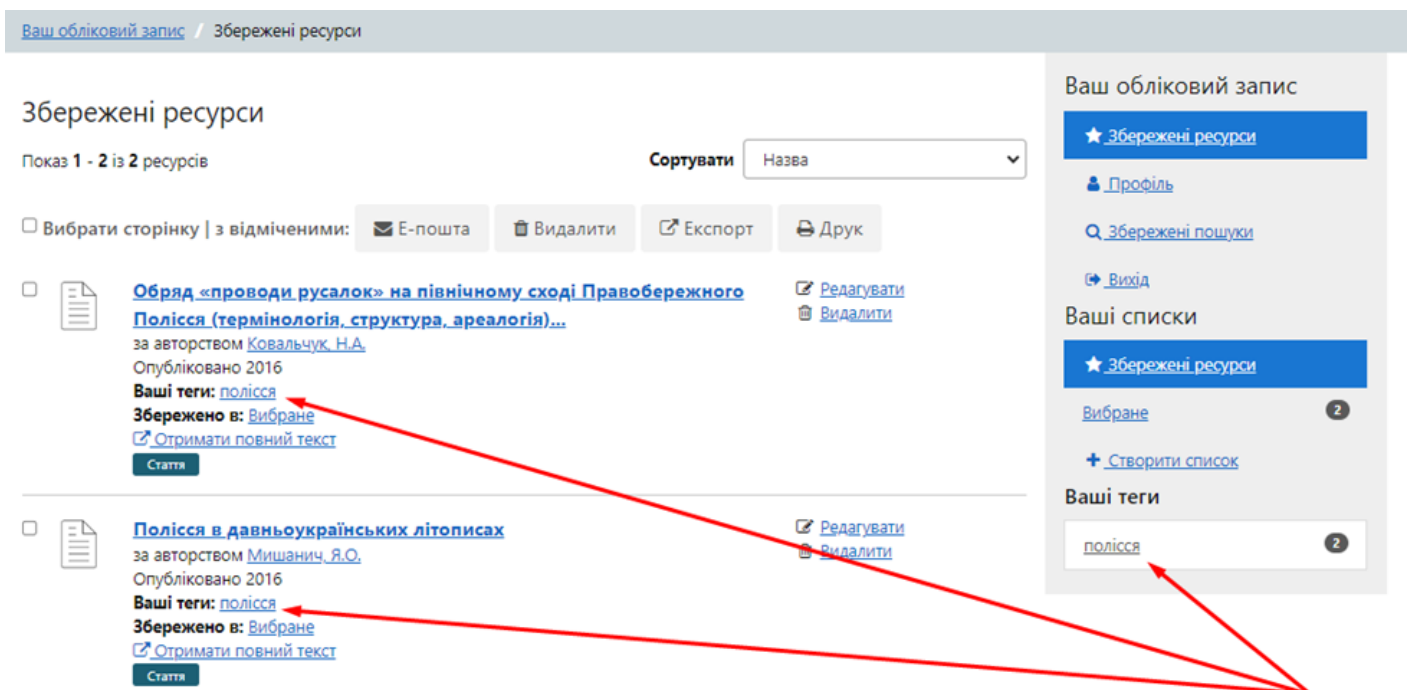 Ваш обліковий запис / Збережені ресурси
Збережені ресурси
Показ 1 - 2 із 2 ресурсів
Сортувати Назва
Вибрати сторінку | з відміченими: Е-пошта Видалити Експорт Друк
Обряд «проводи русалок» на північному сході Правобережного
Полісся (термінологія, структура, ареалогія)...
за авторством Ковальчук, Н.А.
Опубліковано 2016
Ваші теги: полісся
Збережено в: Вибране
Отримати повний текст
Стаття
Редагувати
Видалити
Полісся в давньоукраїнських літописах
за авторством Мишанич, Я.О.
Опубліковано 2016
Ваші теги: полісся
Збережено в: Вибране
Отримати повний текст
Стаття
Редагувати
Видалити
Ваш обліковий запис
Збережені ресурси
Профіль
Збережені пошуки
Вихід
Ваші списки
Збережені ресурси
Вибране 2
Створити список
Ваші теги
полісся 2